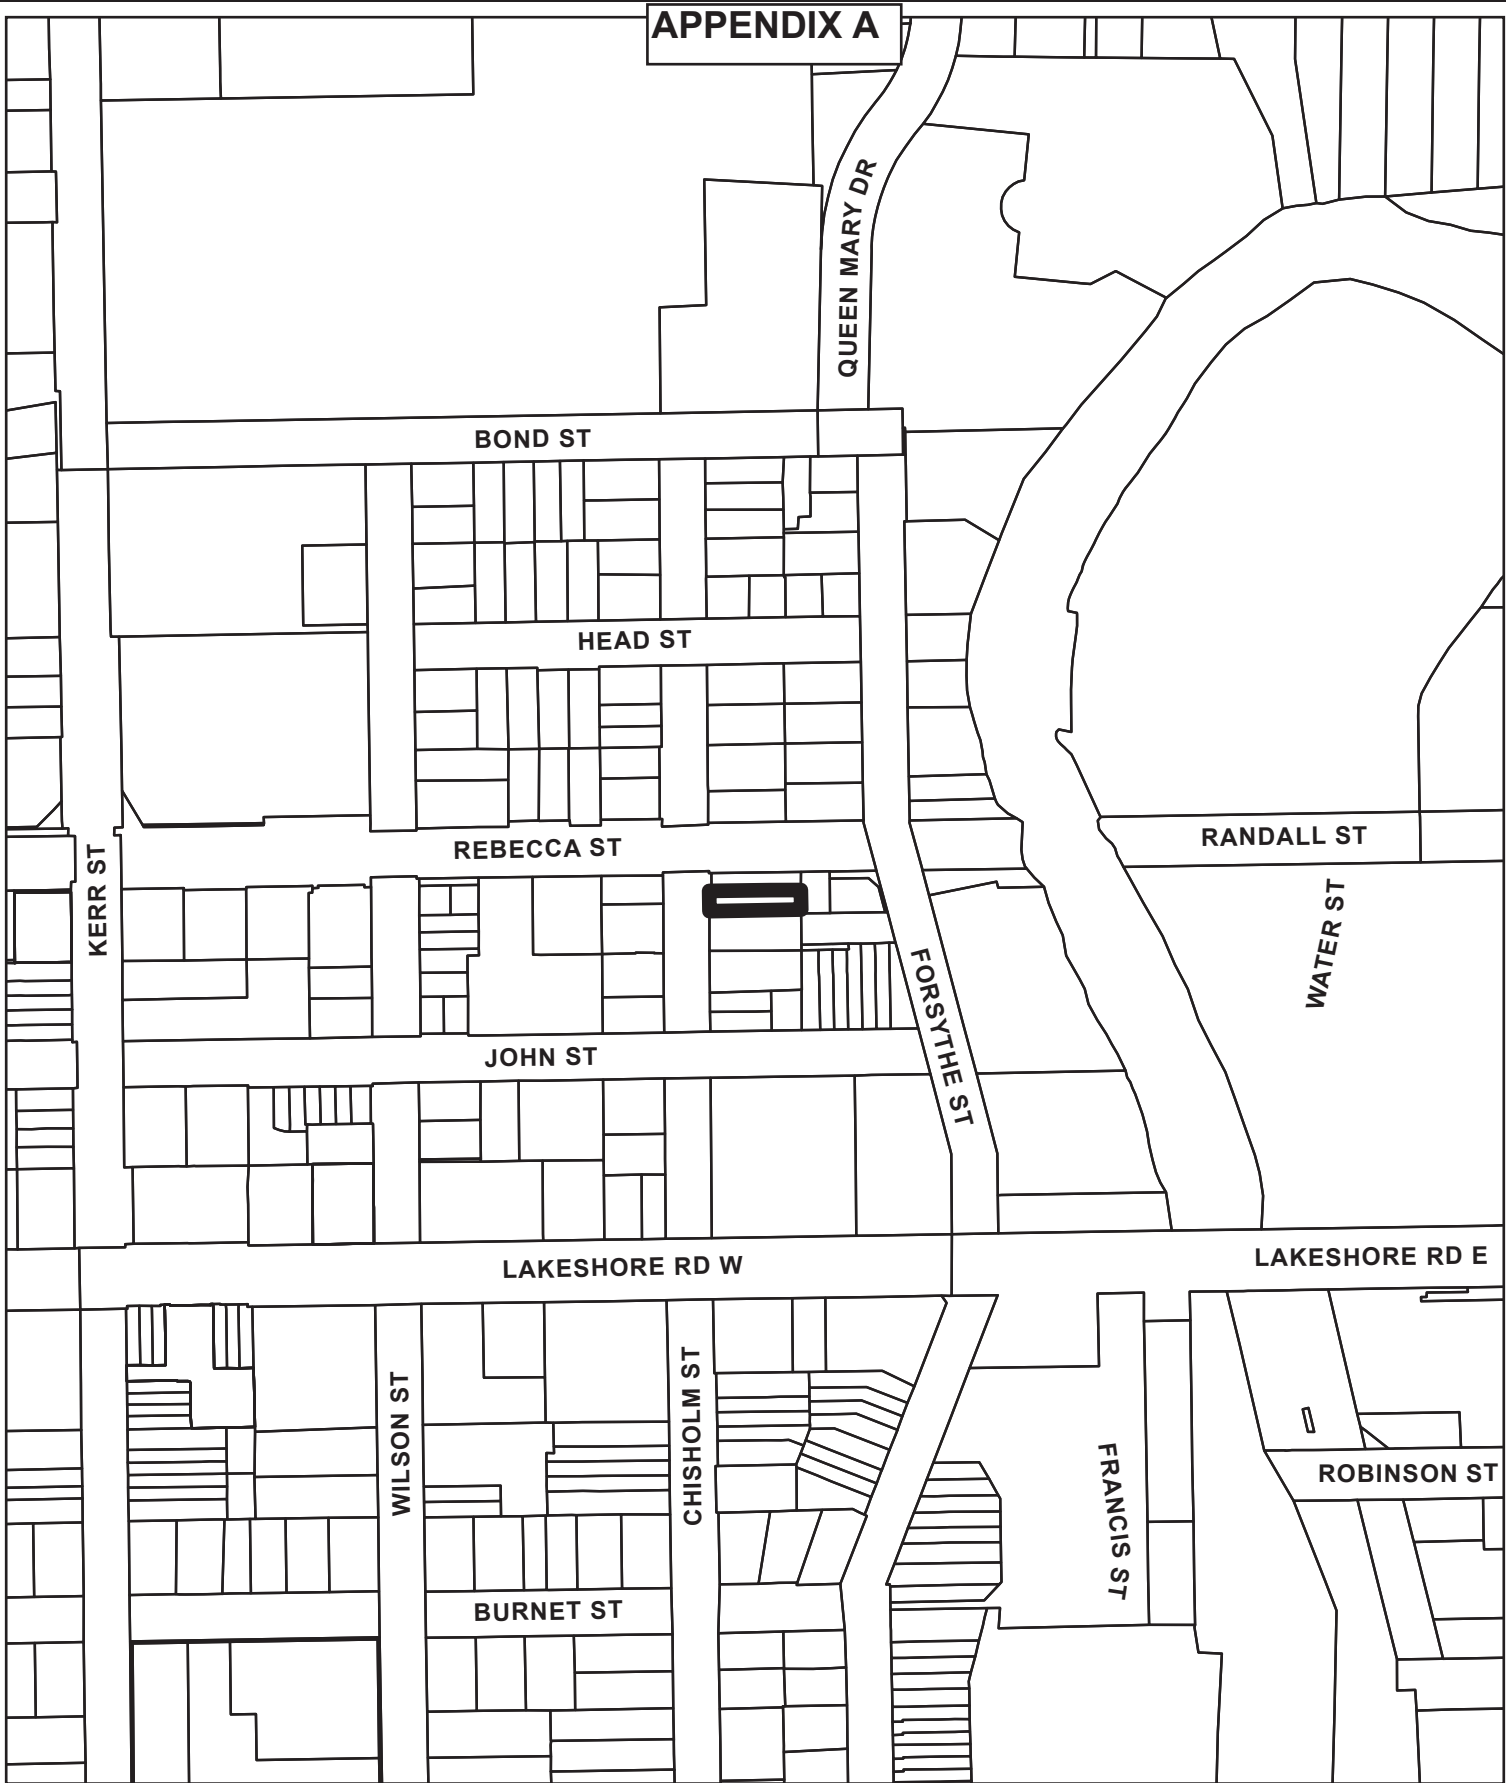 APPENDIX A
QUEEN MARY DR
BOND ST
HEAD ST
REBECCA ST
RANDALL ST
KERR ST
WATER ST
FORSYTHE ST
JOHN ST
LAKESHORE RD W
LAKESHORE RD E
WILSON ST
CHISHOLM ST
FRANCIS ST
ROBINSON ST
BURNET ST